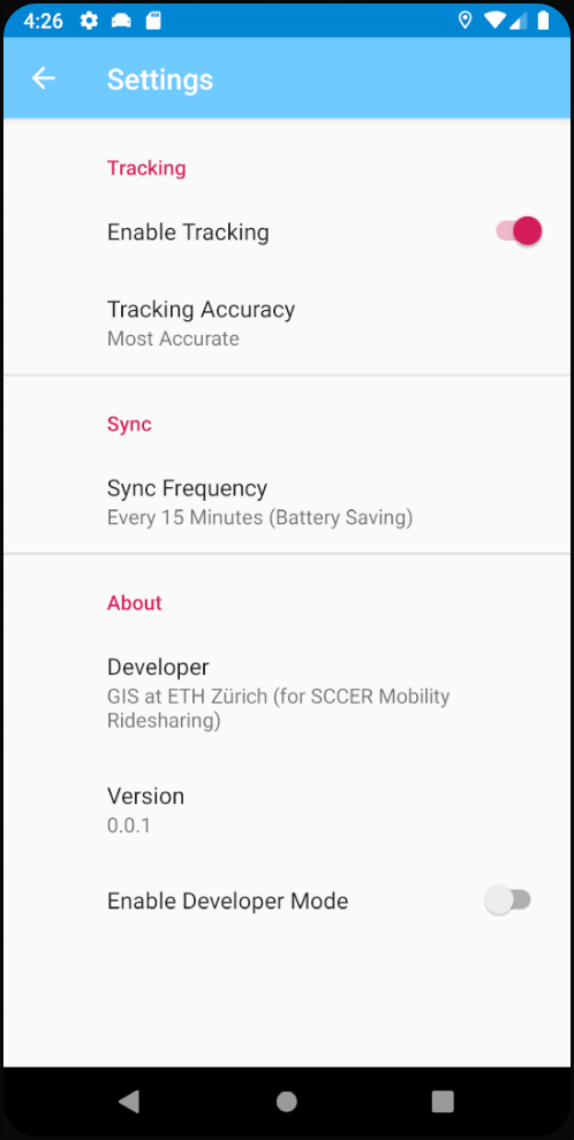 4:26
Settings
Tracking
Enable Tracking
Tracking Accuracy
Most Accurate
Sync
Sync Frequency
Every 15 Minutes (Battery Saving)
About
Developer
GIS at ETH Zürich (for SCCER Mobility
Ridesharing)
Version
0.0.1
Enable Developer Mode